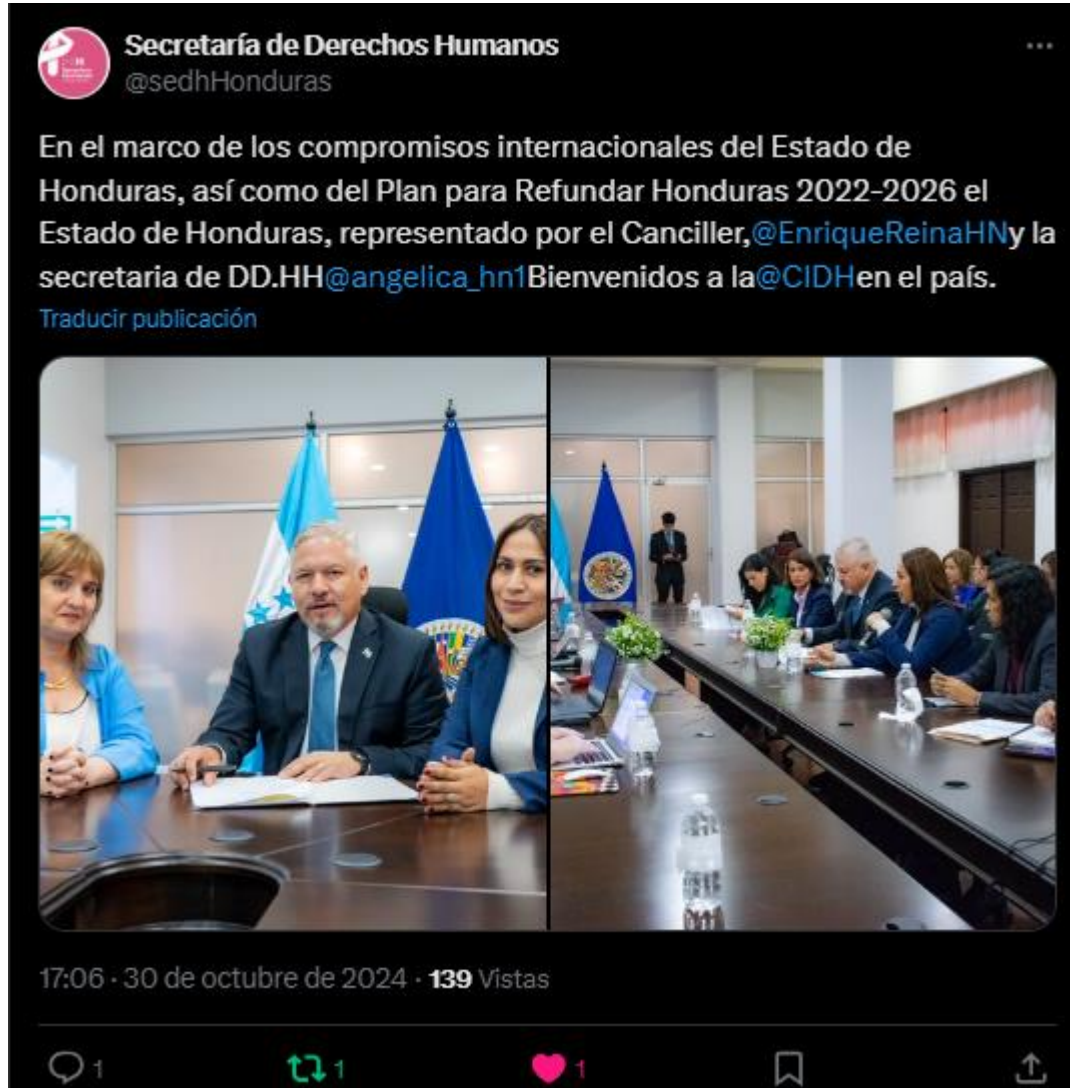 Secretaría de Derechos Humanos
@sedhHonduras
En el marco de los compromisos internacionales del Estado de
Honduras, así como del Plan para Refundar Honduras 2022-2026 el
Estado de Honduras, representado por el Canciller,@EnriqueReinaHNy la
secretaria de DD.HH@angelica_hn1Bienvenidos a la@CIDHen el país.
Traducir publicación
17:06 · 30 de octubre de 2024 · 139 Vistas
1 1 1